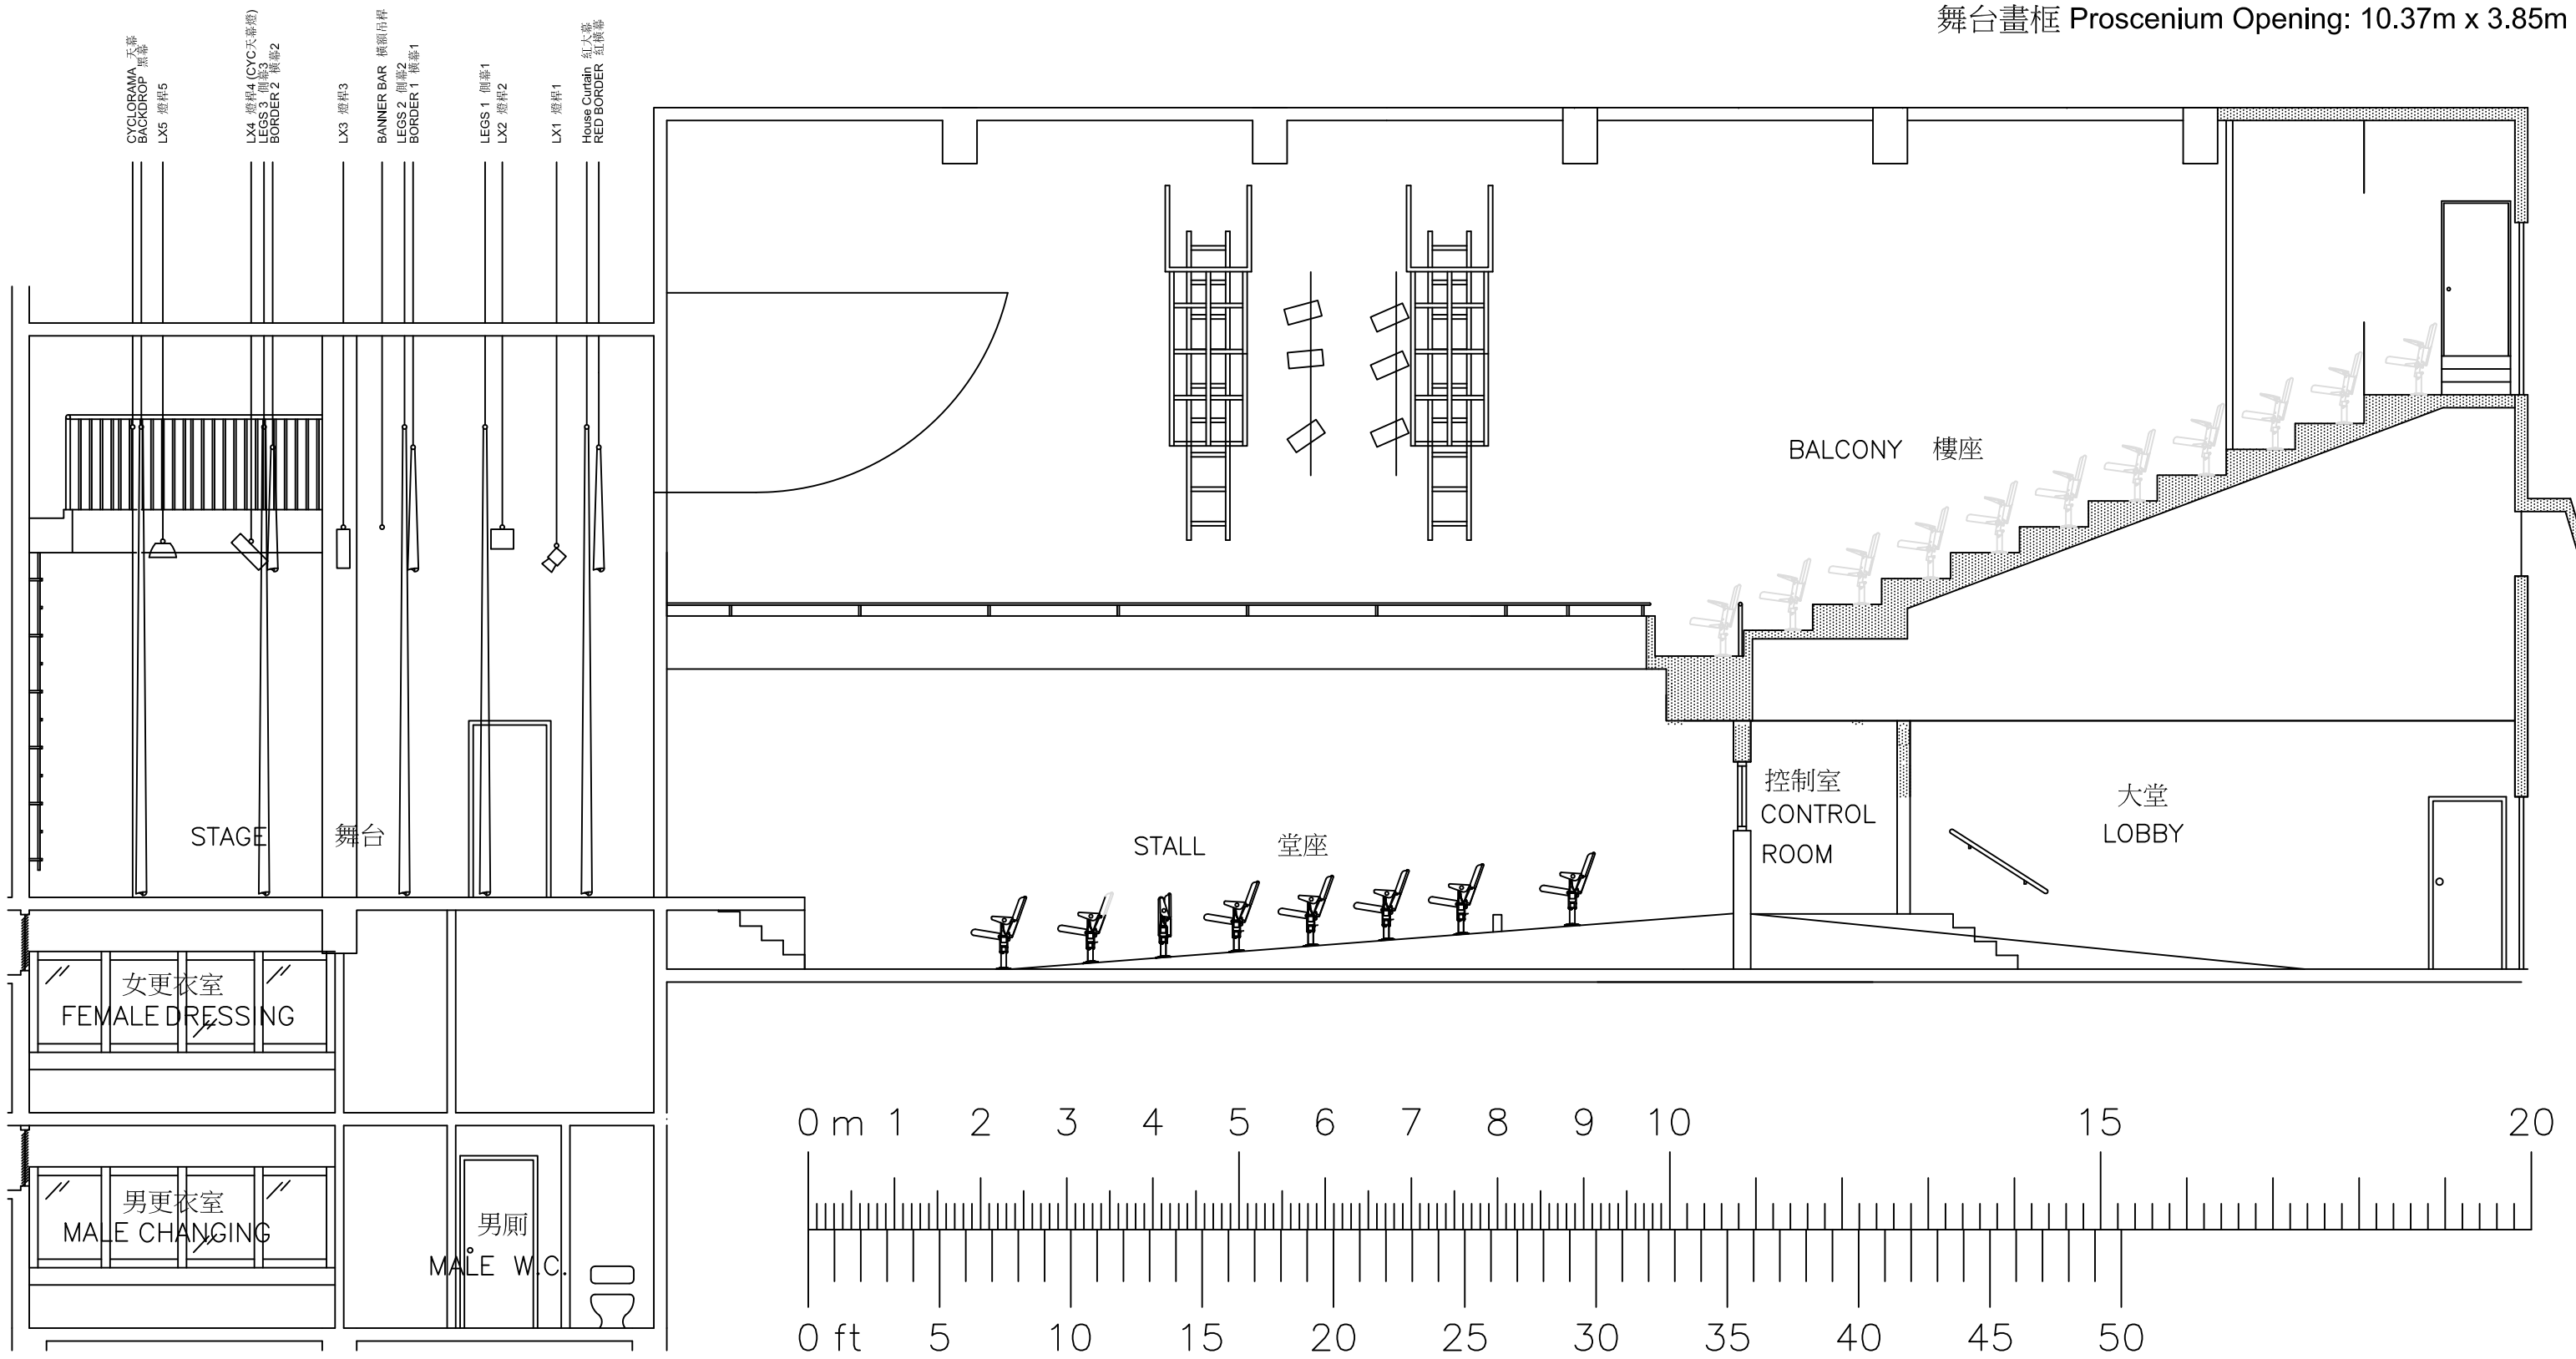 舞台畫框 Proscenium Opening: 10.37m x 3.85m
CYCLORAMA 天幕
BACKDROP 黑幕
LX5 燈桿5
LX4 燈桿4 (CYC天幕燈)
LEGS 3 側幕3
BORDER 2 橫幕2
LX3 燈桿3
BANNER BAR 橫額吊桿
LEGS 2 側幕2
BORDER 1 橫幕1
LEGS 1 側幕1
LX2 燈桿2
LX1 燈桿1
House Curtain 紅大幕
RED BORDER 紅橫幕
BALCONY 樓座
STAGE 舞台
STALL 堂座
控制室
CONTROL
ROOM
大堂
LOBBY
女更衣室
FEMALE DRESSING
男更衣室
MALE CHANGING
男厠
MALE W.C.
0 m 1 2 3 4 5 6 7 8 9 10 15 20
0 ft 5 10 15 20 25 30 35 40 45 50